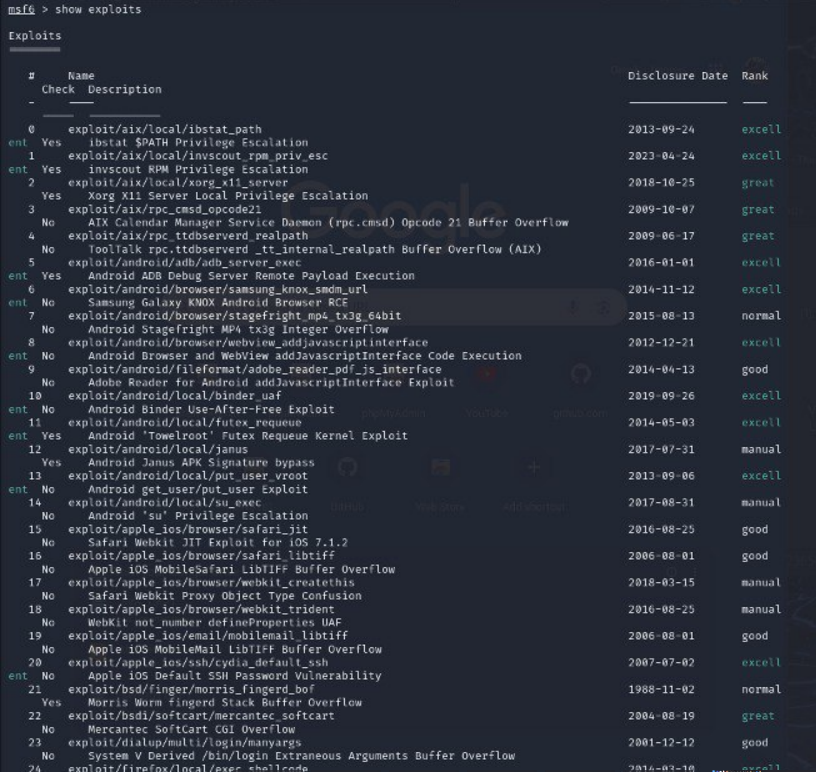 msf6 > show exploits
Exploits
# Name Disclosure Date Rank
Check Description
0 exploit/aix/local/ibstat_path 2013-09-24 excell
ent Yes ibstat $PATH Privilege Escalation
1 exploit/aix/local/invscout_rpm_priv_esc 2023-04-24 excell
ent Yes invscout RPM Privilege Escalation
2 exploit/aix/local/xorg_x11_server 2018-10-25 great
Yes Xorg X11 Server Local Privilege Escalation
3 exploit/aix/rpc_cmsd_opcode21 2009-10-07 great
No AIX Calendar Manager Service Daemon (rpc.cmsd) Opcode 21 Buffer Overflow
4 exploit/aix/rpc_ttdbserverd_realpath 2009-06-17 great
No ToolTalk rpc.ttdbserverd _tt_internal_realpath Buffer Overflow (AIX)
5 exploit/android/adb/adb_server_exec 2016-01-01 excell
ent Yes Android ADB Debug Server Remote Payload Execution
6 exploit/android/browser/samsung_knox_smdm_url 2014-11-12 excell
ent No Samsung Galaxy KNOX Android Browser RCE
7 exploit/android/browser/stagefright_mp4_tx3g_64bit 2015-08-13 normal
No Android Stagefright MP4 tx3g Integer Overflow
8 exploit/android/browser/webview_addjavascriptinterface 2012-12-21 excell
ent No Android Browser and WebView addJavascriptInterface Code Execution
9 exploit/android/fileformat/adobe_reader_pdf_js_interface 2014-04-13 good
No Adobe Reader for Android addJavascriptInterface Exploit
10 exploit/android/local/binder_uaf 2019-09-26 excell
ent No Android Binder Use-After-Free Exploit
11 exploit/android/local/futex_requeue 2014-05-03 excell
ent Yes Android 'Towelroot' Futex Requeue Kernel Exploit
12 exploit/android/local/janus 2017-07-31 manual
Yes Android Janus APK Signature bypass
13 exploit/android/local/put_user_vroot 2013-09-06 excell
ent No Android get_user/put_user Exploit
14 exploit/android/local/su_exec 2017-08-31 manual
No Android 'su' Privilege Escalation
15 exploit/apple_ios/browser/safari_jit 2016-08-25 good
No Safari Webkit JIT Exploit for iOS 7.1.2
16 exploit/apple_ios/browser/safari_libtiff 2006-08-01 good
No Apple iOS MobileSafari LibTIFF Buffer Overflow
17 exploit/apple_ios/browser/webkit_createthis 2018-03-15 manual
No Safari Webkit Proxy Object Type Confusion
18 exploit/apple_ios/browser/webkit_trident 2016-08-25 manual
No WebKit not_number defineProperties UAF
19 exploit/apple_ios/email/mobilemail_libtiff 2006-08-01 good
No Apple iOS MobileMail LibTIFF Buffer Overflow
20 exploit/apple_ios/ssh/cydia_default_ssh 2007-07-02 excell
ent No Apple iOS Default SSH Password Vulnerability
21 exploit/bsd/finger/morris_fingerd_bof 1988-11-02 normal
Yes Morris Worm fingerd Stack Buffer Overflow
22 exploit/bsdi/softcart/mercantec_softcart 2004-08-19 great
No Mercantec SoftCart CGI Overflow
23 exploit/dialup/multi/login/manyargs 2001-12-12 good
No System V Derived /bin/login Extraneous Arguments Buffer Overflow
24 exploit/firefox/local/exec_shellcode 2014-03-10 excell